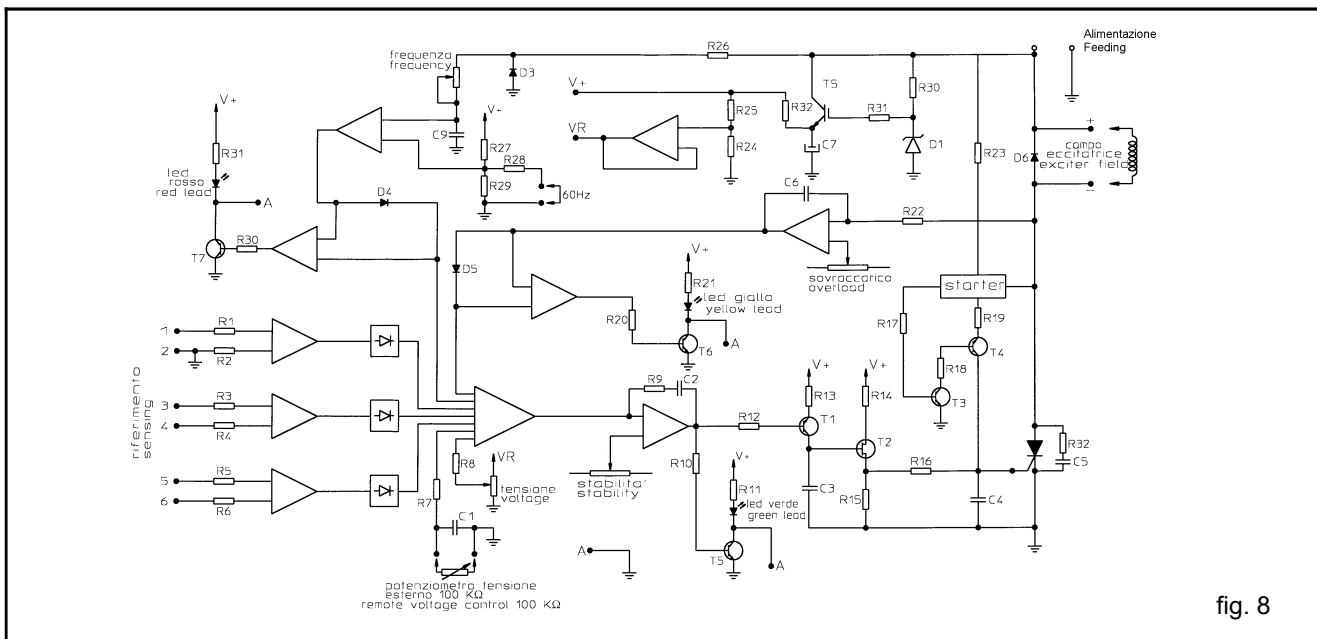 Alimentazione
Feeding
R26
frequenza
frequency
D3
T5
R30
V+
V+
R32
R31
R25
V+
VR
C9
R27
R24
C7
D1
R23
D6
+
campo
eccitatrice
exciter field
-
R31
R28
led
rosso
red lead
R29
60Hz
D4
C6
A
R22
R30
T7
V+
D5
sovraccarica
overload
R21
starter
led giallo
yellow lead
R20
R17
R19
1
R1
T6
A
T4
2
R2
V+
V+
R18
R9
C2
R13
R14
T3
3
R3
R12
T1
4
R4
T2
R32
riferimento
sensing
R8
VR
R10
V+
R16
C5
5
R5
R7
tensione
voltage
stabilita'
stability
R11
C3
R15
C4
6
R6
led verde
green lead
C1
A
T5
A
potenziometro tensione
esterno 100 KΩ
remote voltage control 100 KΩ
fig. 8